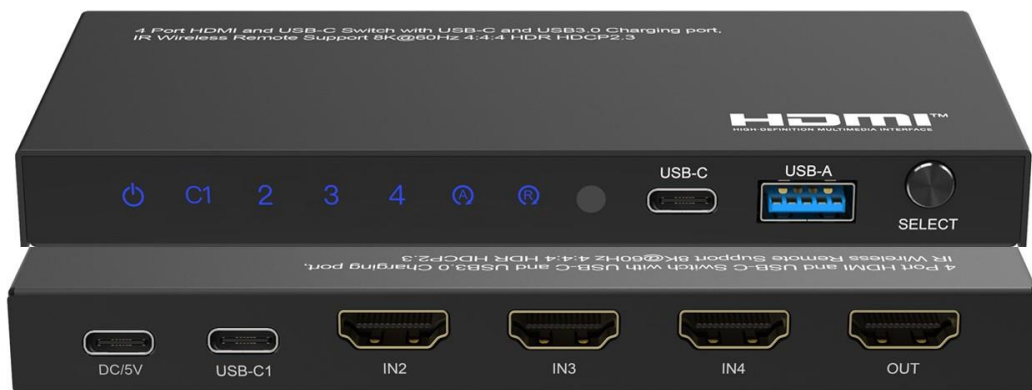 4 Port HDMI and USB-C Switch with USB-C and USB3.0 Charging port,
IR Wireless Remote Support 8K@60Hz 4:4:4 HDR HDCP2.3
HDMI™
HIGH-DEFINITION MULTIMEDIA INTERFACE
C1 2 3 4 A R
USB-C USB-A
SELECT
4 Port HDMI and USB-C Switch with USB-C and USB3.0 Charging port,
IR Wireless Remote Support 8K@60Hz 4:4:4 HDR HDCP2.3
DC/5V USB-C1 IN2 IN3 IN4 OUT